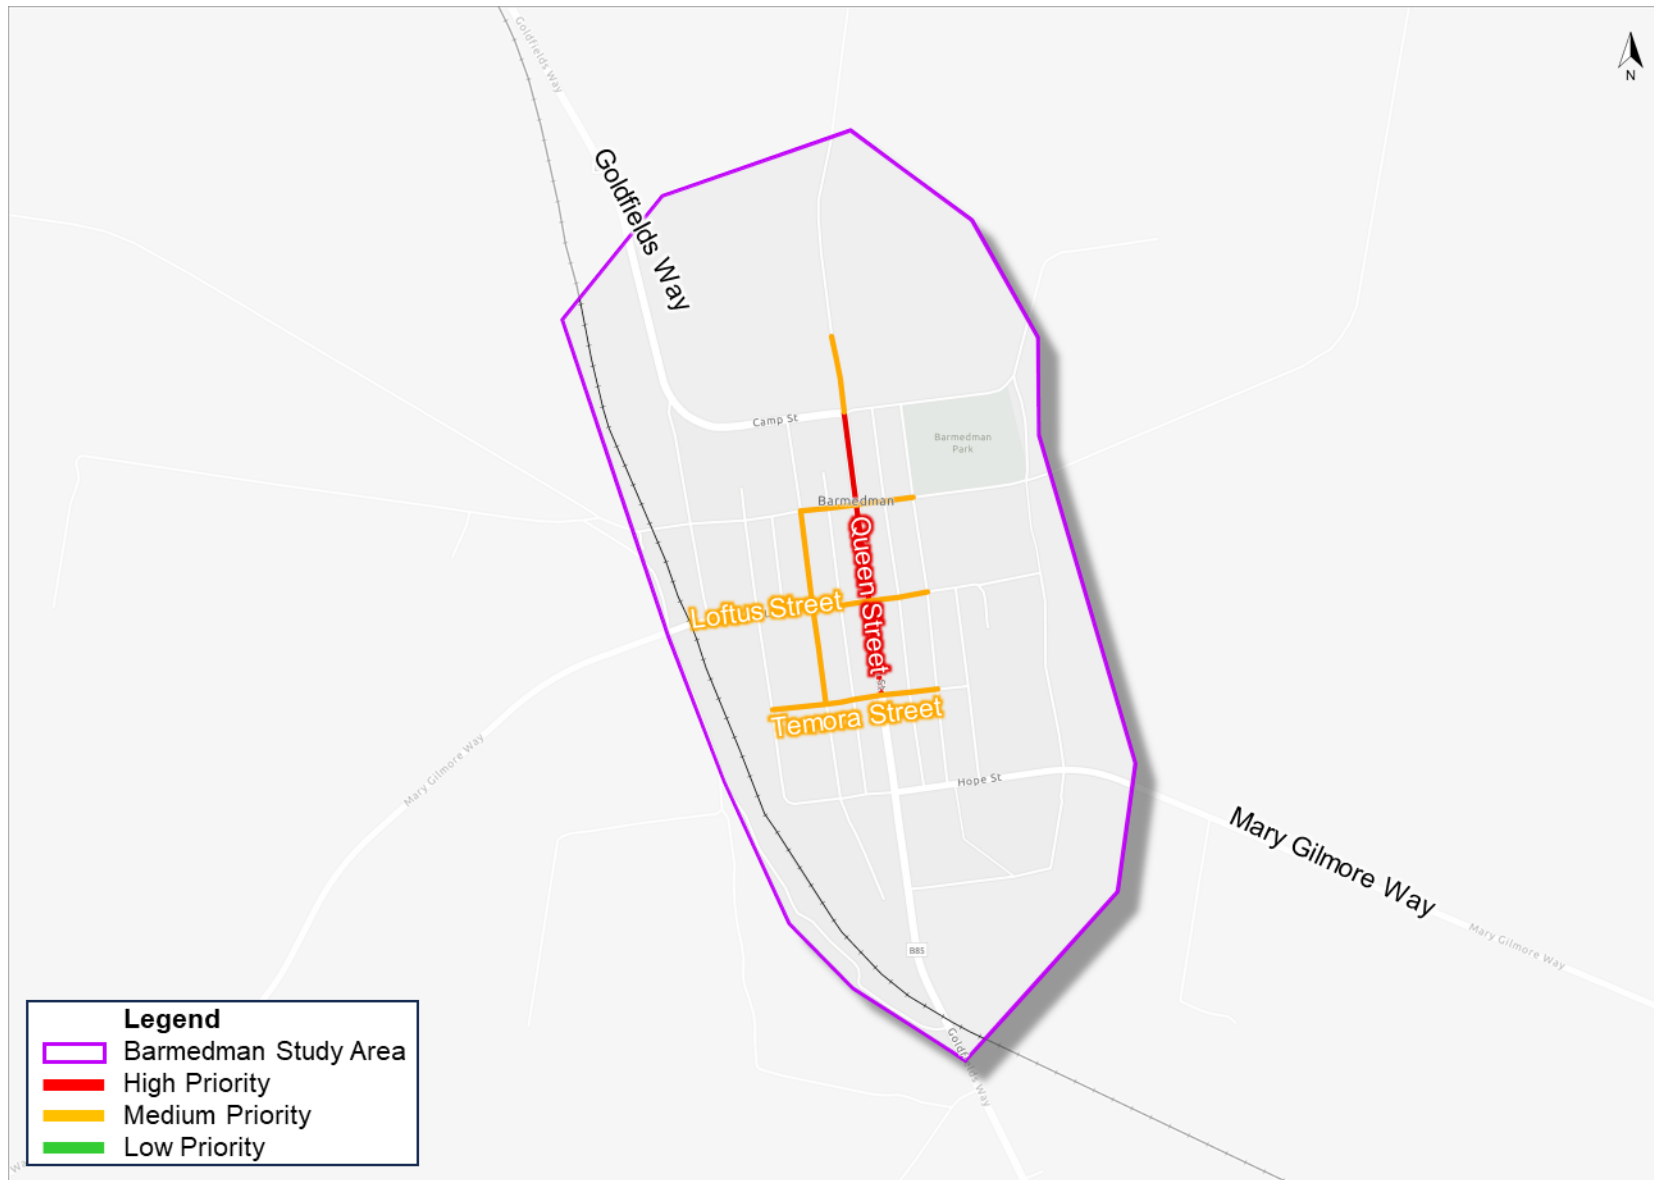 Goldfields Way
N
Goldfields Way
Camp St
Barmedman
Park
Barmedman
Queen Street
Loftus Street
Temora Street
Mary Gilmore Way
Hope St
Mary Gilmore Way
B85
Mary Gilmore Way
Goldfields Way
Legend
Barmedman Study Area
High Priority
Medium Priority
Low Priority